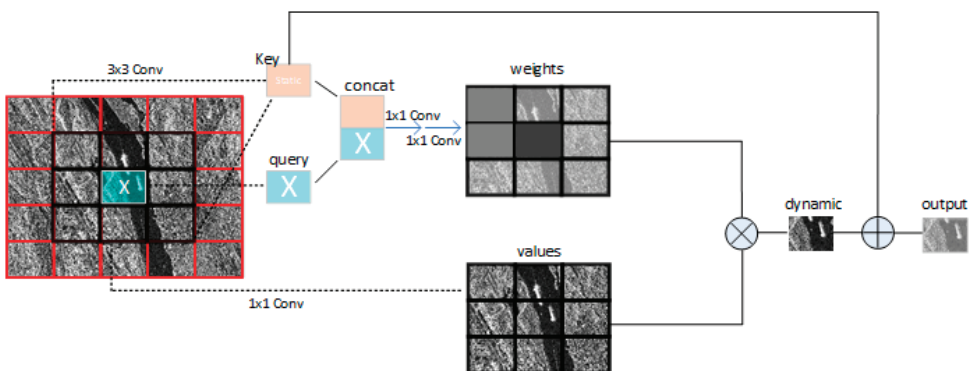 Key
3x3 Conv
Static
weights
concat
1x1 Conv
1x1 Conv
X
query
X
X
dynamic
output
values
1x1 Conv